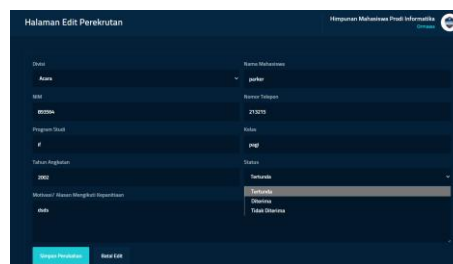 Halaman Edit Perekrutan
Himpunan Mahasiswa Prodi Informatika
Ormawa
Divisi
Nama Mahasiswa
Acara
parker
NIM
Nomor Telepon
893984
213215
Program Studi
Kelas
if
pagi
Tahun Angkatan
Status
2002
Tertunda
Motivasi/ Alasan Mengikuti Kepanitiaan
Tertunda
Diterima
Tidak Diterima
Simpan Perubahan
Batal Edit